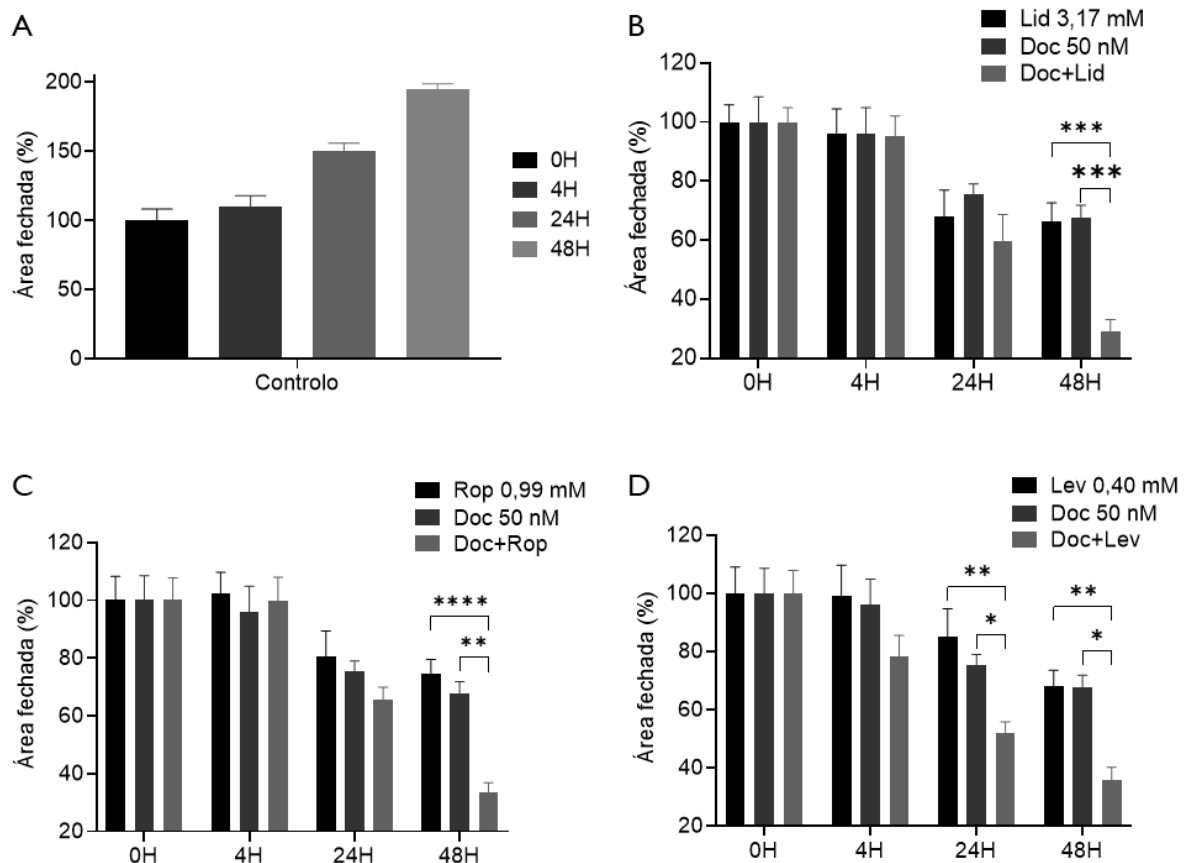 A
Área fechada (%)
200
150
100
50
0
Controlo
0H
4H
24H
48H
B
Lid 3,17 mM
Doc 50 nM
Doc+Lid
Área fechada (%)
120
100
80
60
40
20
***
***
0H 4H 24H 48H
C
Rop 0,99 mM
Doc 50 nM
Doc+Rop
Área fechada (%)
120
100
80
60
40
20
****
**
0H 4H 24H 48H
D
Lev 0,40 mM
Doc 50 nM
Doc+Lev
Área fechada (%)
120
100
80
60
40
20
** **
* *
0H 4H 24H 48H